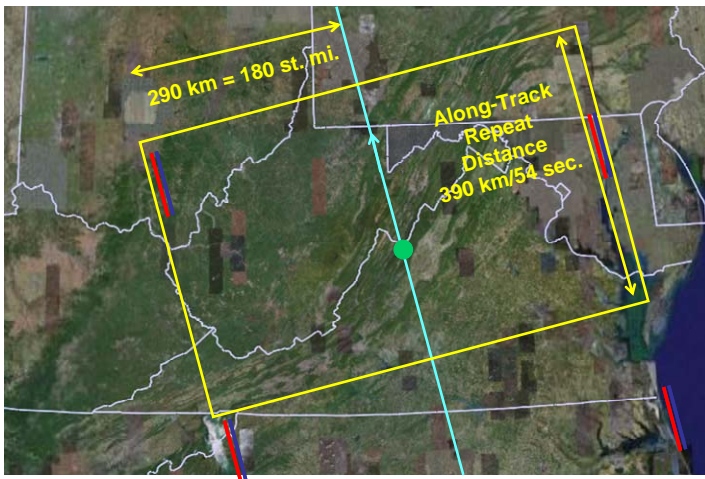 290 km = 180 st. mi.
Along-Track
Repeat
Distance
390 km/54 sec.